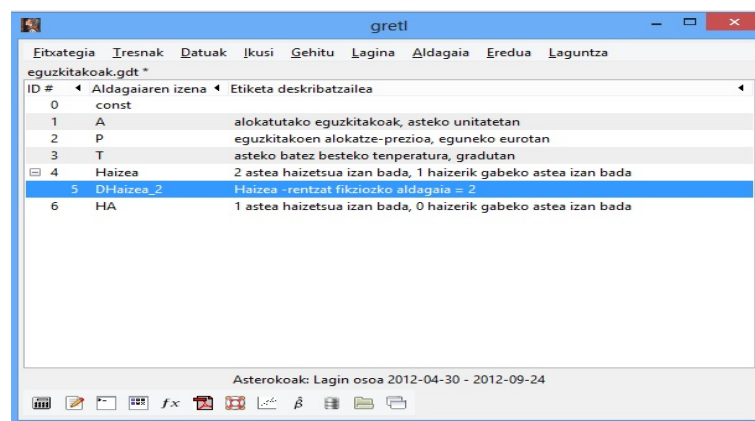 gretl
Fitxategia Tresnak Datuak Ikusi Gehitu Lagina Aldagaia Eredua Laguntza
eguzkitakoak.gdt *
ID # Aldagaiaren izena Etiketa deskribatzailea
0 const
1 A alokatutako eguzkitakoak, asteko unitatetan
2 P eguzkitakoen alokatze-prezioa, eguneko eurotan
3 T asteko batez besteko tenperatura, gradutan
4 Haizea 2 astea haizetsua izan bada, 1 haizerik gabeko astea izan bada
5 DHaizea_2 Haizea -rentzat fikziozko aldagaia = 2
6 HA 1 astea haizetsua izan bada, 0 haizerik gabeko astea izan bada
Asterokoak: Lagin osoa 2012-04-30 - 2012-09-24
fx β̂